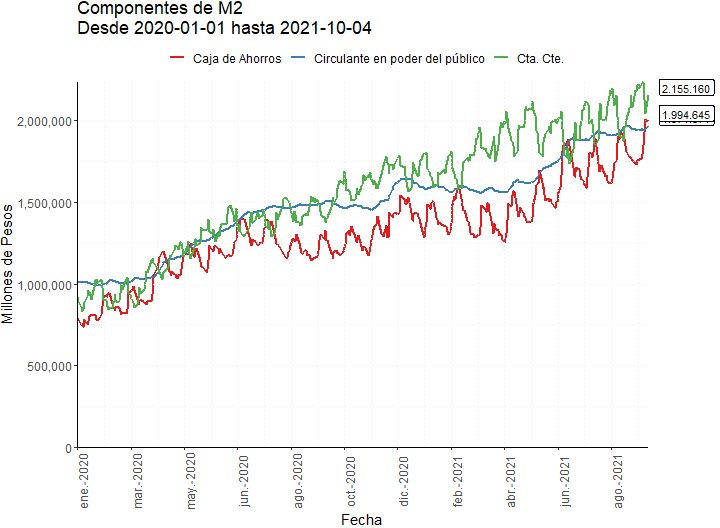 Componentes de M2
Desde 2020-01-01 hasta 2021-10-04
Caja de Ahorros Circulante en poder del público Cta. Cte.
Millones de Pesos
2,000,000
1,500,000
1,000,000
500,000
0
2.155.160
1.994.645
ene.-2020
mar.-2020
may.-2020
jun.-2020
ago.-2020
oct.-2020
dic.-2020
feb.-2021
abr.-2021
jun.-2021
ago.-2021
Fecha